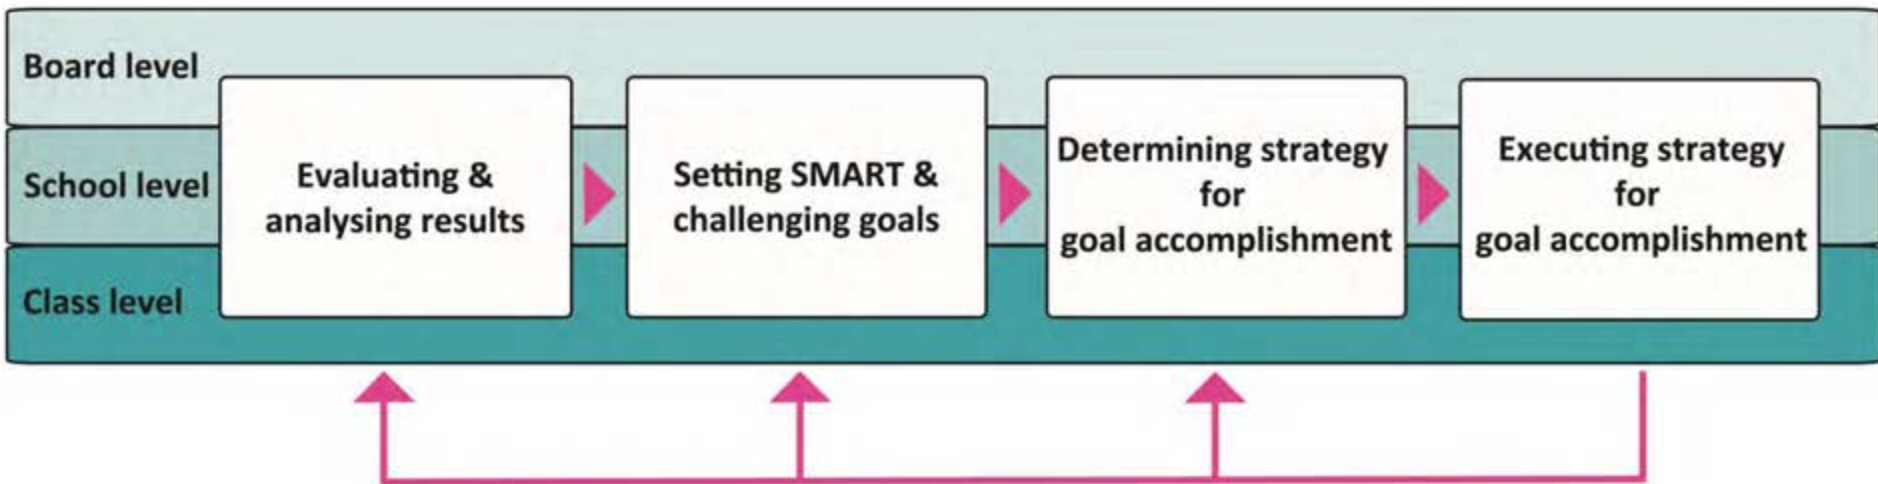 Board level
School level
Class level
Evaluating &
analysing results
Setting SMART &
challenging goals
Determining strategy
for
goal accomplishment
Executing strategy
for
goal accomplishment